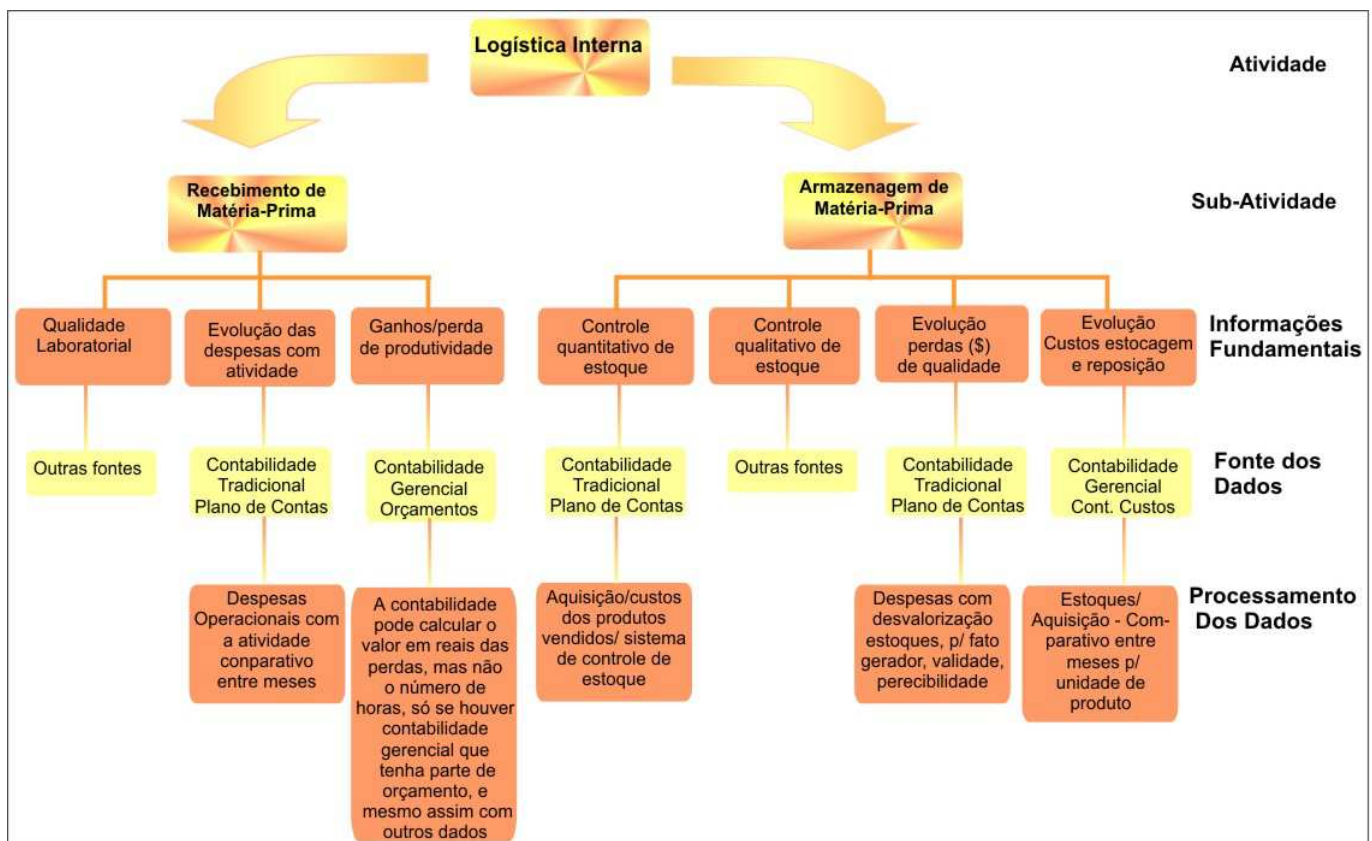 Logística Interna
Atividade
Recebimento de
Matéria-Prima
Armazenagem de
Matéria-Prima
Sub-Atividade
Qualidade
Laboratorial
Evolução das
despesas com
atividade
Ganhos/perda
de produtividade
Controle
quantitativo de
estoque
Controle
qualitativo de
estoque
Evolução
perdas ($)
de qualidade
Evolução
Custos estocagem
e reposição
Informações
Fundamentais
Outras fontes
Contabilidade
Tradicional
Plano de Contas
Contabilidade
Gerencial
Orçamentos
Contabilidade
Tradicional
Plano de Contas
Outras fontes
Contabilidade
Tradicional
Plano de Contas
Contabilidade
Gerencial
Cont. Custos
Fonte dos
Dados
Despesas
Operacionais com
a atividade
conparativo
entre meses
A contabilidade
pode calcular o
valor em reais das
perdas, mas não
o número de
horas, só se houver
contabilidade
gerencial que
tenha parte de
orçamento, e
mesmo assim com
outros dados
Aquisição/custos
dos produtos
vendidos/ sistema
de controle de
estoque
Despesas com
desvalorização
estoques, p/ fato
gerador, validade,
perecibilidade
Estoques/
Aquisição - Com-
parativo entre
meses p/
unidade de
produto
Processamento
Dos Dados